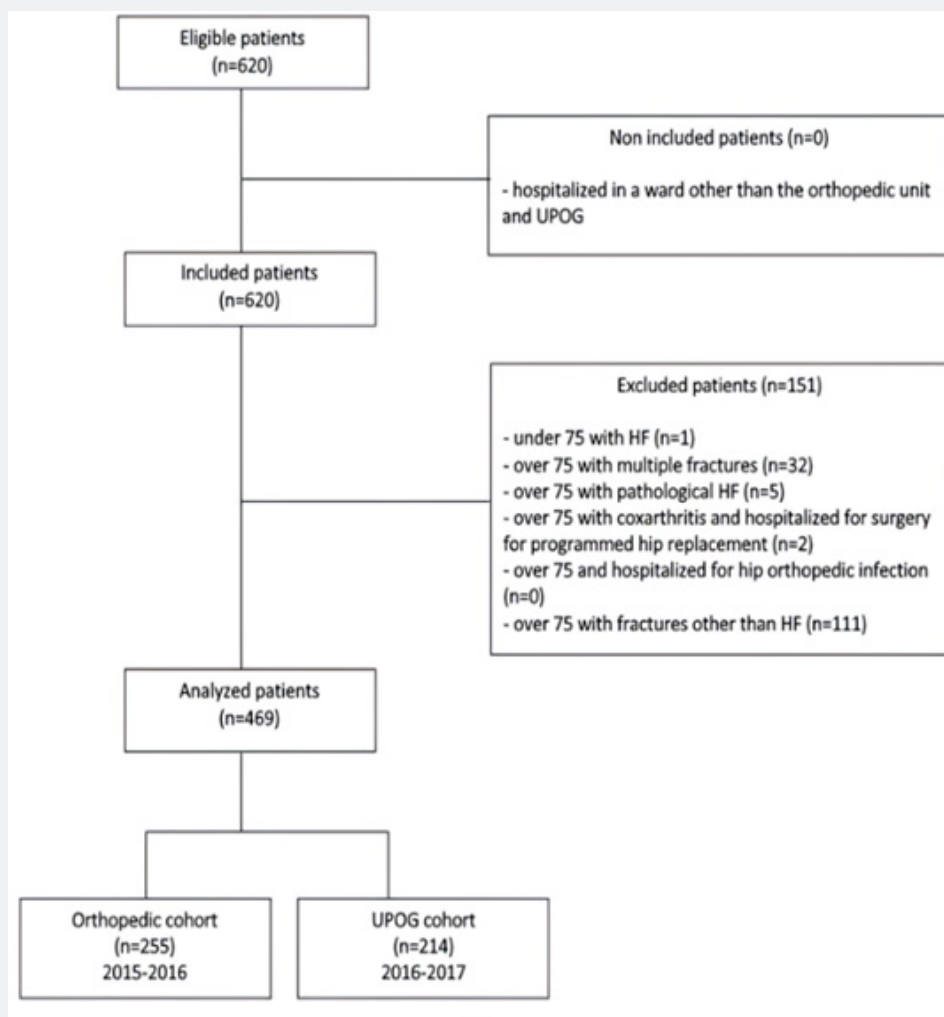 Eligible patients
(n=620)
Non included patients (n=0)
- hospitalized in a ward other than the orthopedic unit
and UPOG
Included patients
(n=620)
Excluded patients (n=151)
- under 75 with HF (n=1)
- over 75 with multiple fractures (n=32)
- over 75 with pathological HF (n=5)
- over 75 with coxarthritis and hospitalized for surgery
for programmed hip replacement (n=2)
- over 75 and hospitalized for hip orthopedic infection
(n=0)
- over 75 with fractures other than HF (n=111)
Analyzed patients
(n=469)
Orthopedic cohort
(n=255)
2015-2016
UPOG cohort
(n=214)
2016-2017